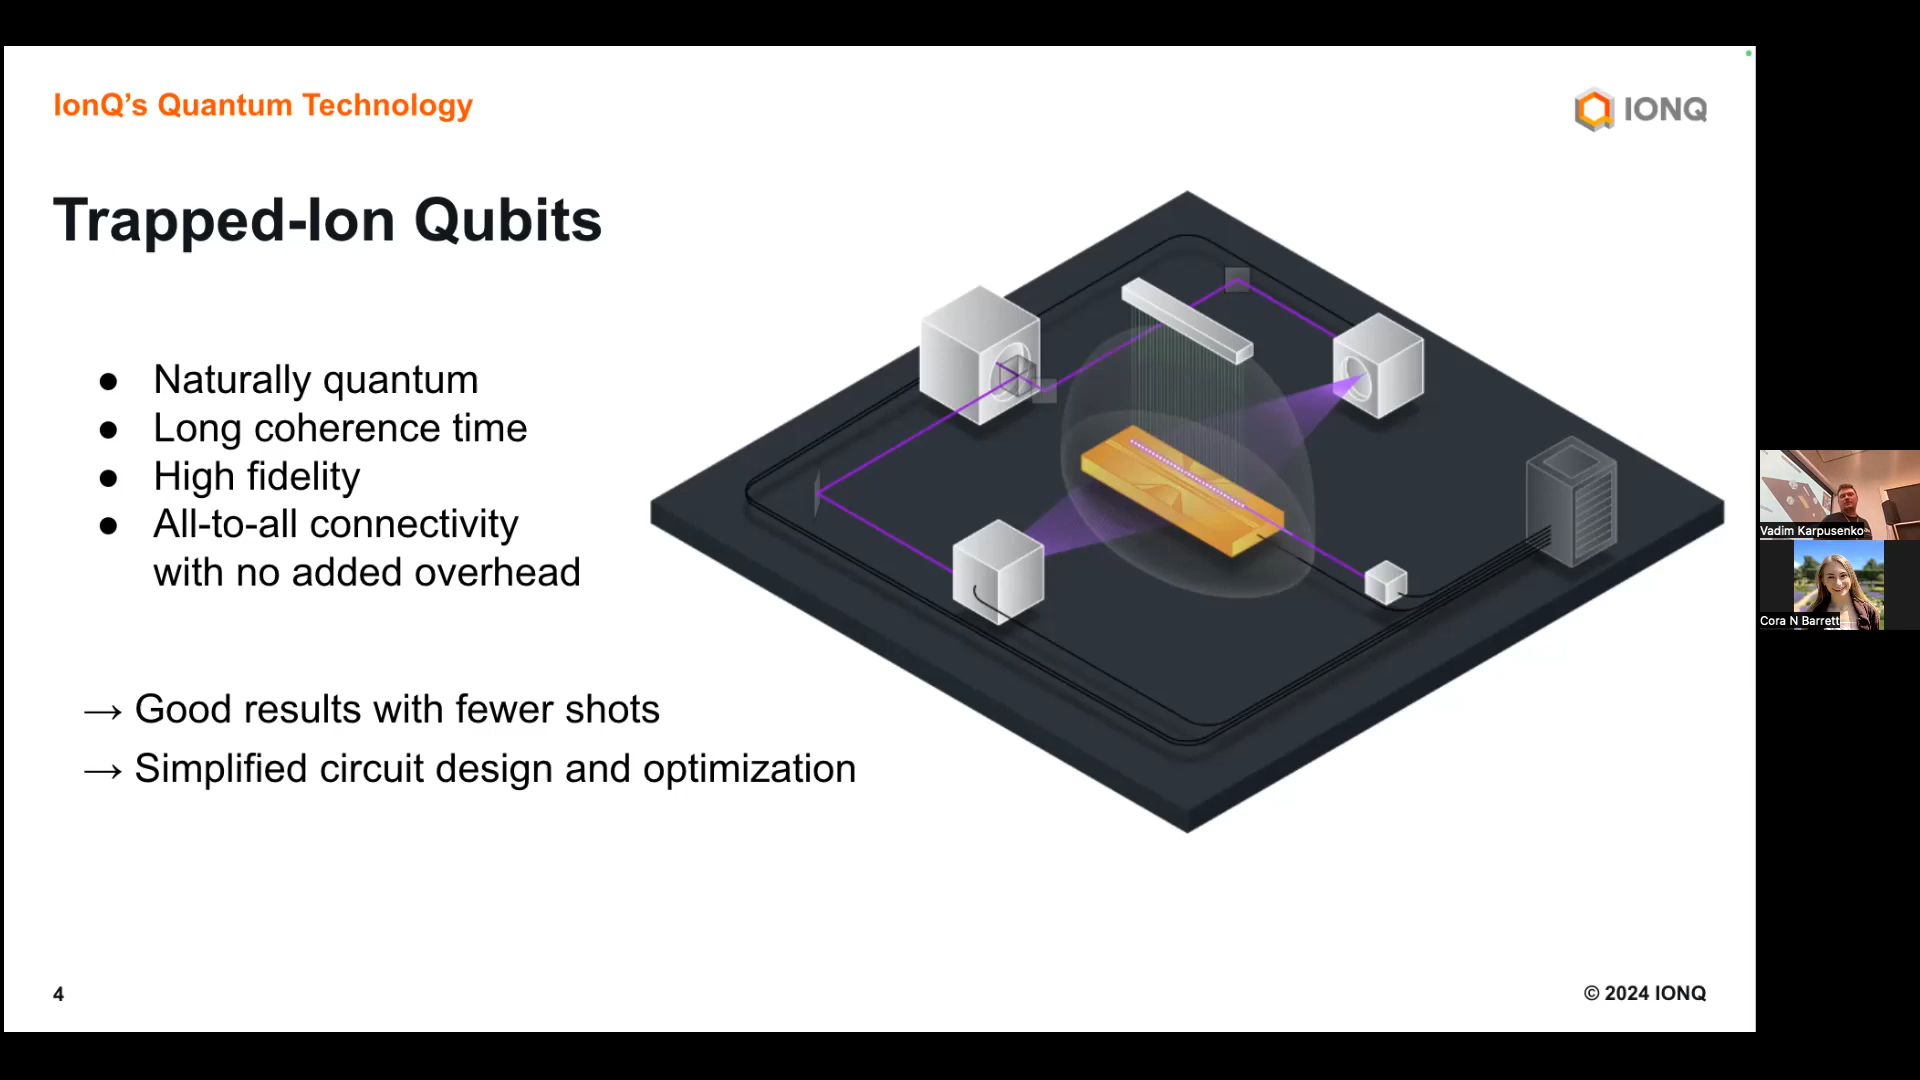 IonQ’s Quantum Technology
IONQ
Trapped-Ion Qubits
● Naturally quantum
● Long coherence time
● High fidelity
● All-to-all connectivity
with no added overhead
→ Good results with fewer shots
→ Simplified circuit design and optimization
4
© 2024 IONQ
Vadim Karpusenko
Cora N Barrett